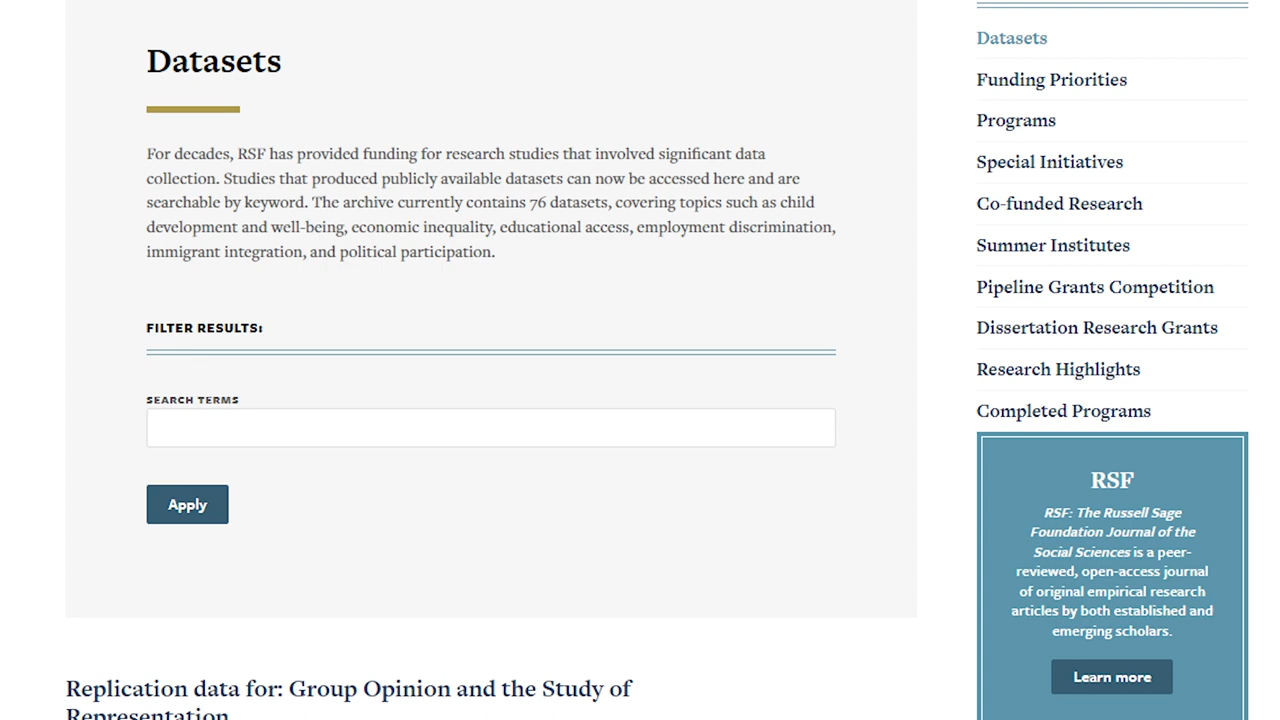 Datasets
For decades, RSF has provided funding for research studies that involved significant data
collection. Studies that produced publicly available datasets can now be accessed here and are
searchable by keyword. The archive currently contains 76 datasets, covering topics such as child
development and well-being, economic inequality, educational access, employment discrimination,
immigrant integration, and political participation.
FILTER RESULTS:
SEARCH TERMS
Apply
Replication data for: Group Opinion and the Study of
Representation
Datasets
Funding Priorities
Programs
Special Initiatives
Co-funded Research
Summer Institutes
Pipeline Grants Competition
Dissertation Research Grants
Research Highlights
Completed Programs
RSF
RSF: The Russell Sage
Foundation Journal of the
Social Sciences is a peer-
reviewed, open-access journal
of original empirical research
articles by both established and
emerging scholars.
Learn more